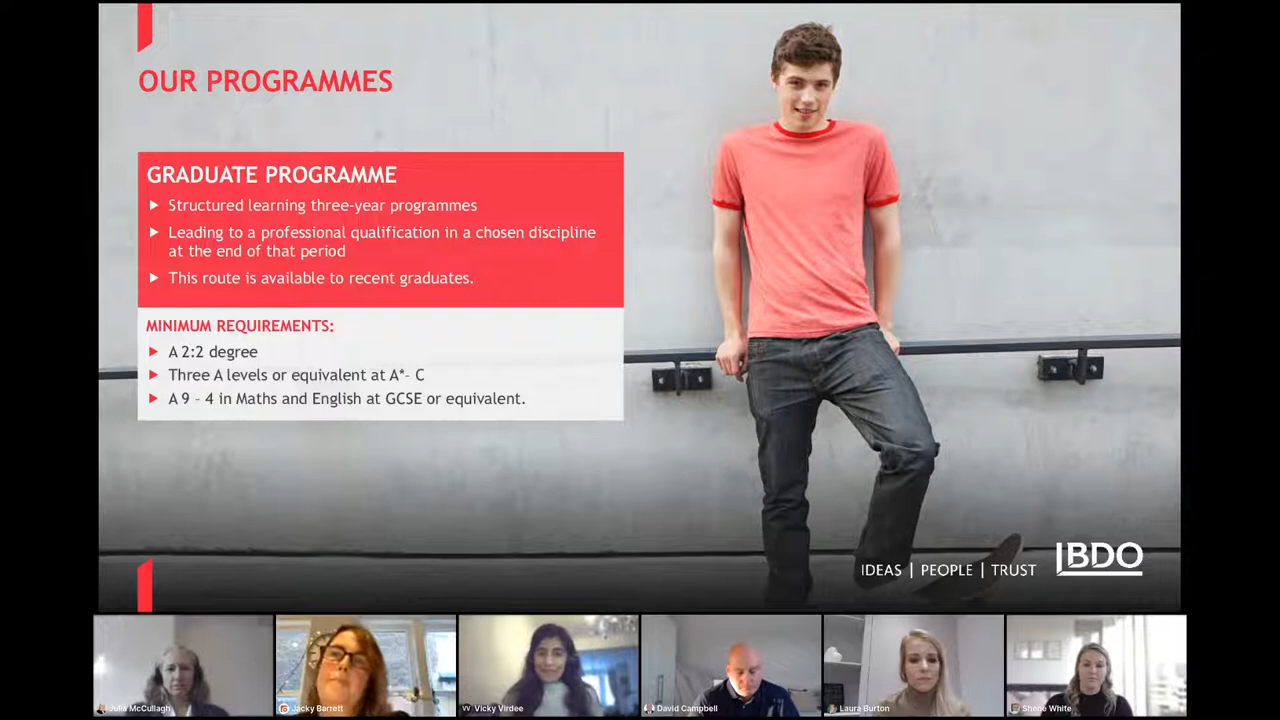 OUR PROGRAMMES
GRADUATE PROGRAMME
Structured learning three-year programmes
Leading to a professional qualification in a chosen discipline
at the end of that period
This route is available to recent graduates.
MINIMUM REQUIREMENTS:
A 2:2 degree
Three A levels or equivalent at A*- C
A 9 – 4 in Maths and English at GCSE or equivalent.
IDEAS | PEOPLE | TRUST
BDO
Julia McCullagh
Jacky Barrett
VV Vicky Virdee
David Campbell
Laura Burton
White